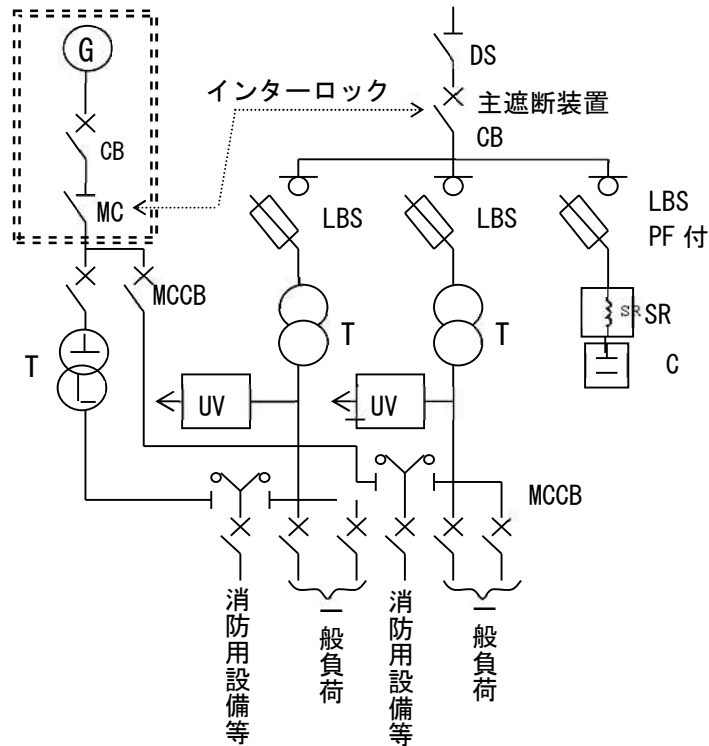 G
DS
インターロック
主遮断装置
CB
CB
MC
LBS
LBS
LBS
PF 付
MCCB
SR
SR
T
T
T
C
UV
UV
MCCB
消防用設備等
一般負荷
消防用設備等
一般負荷